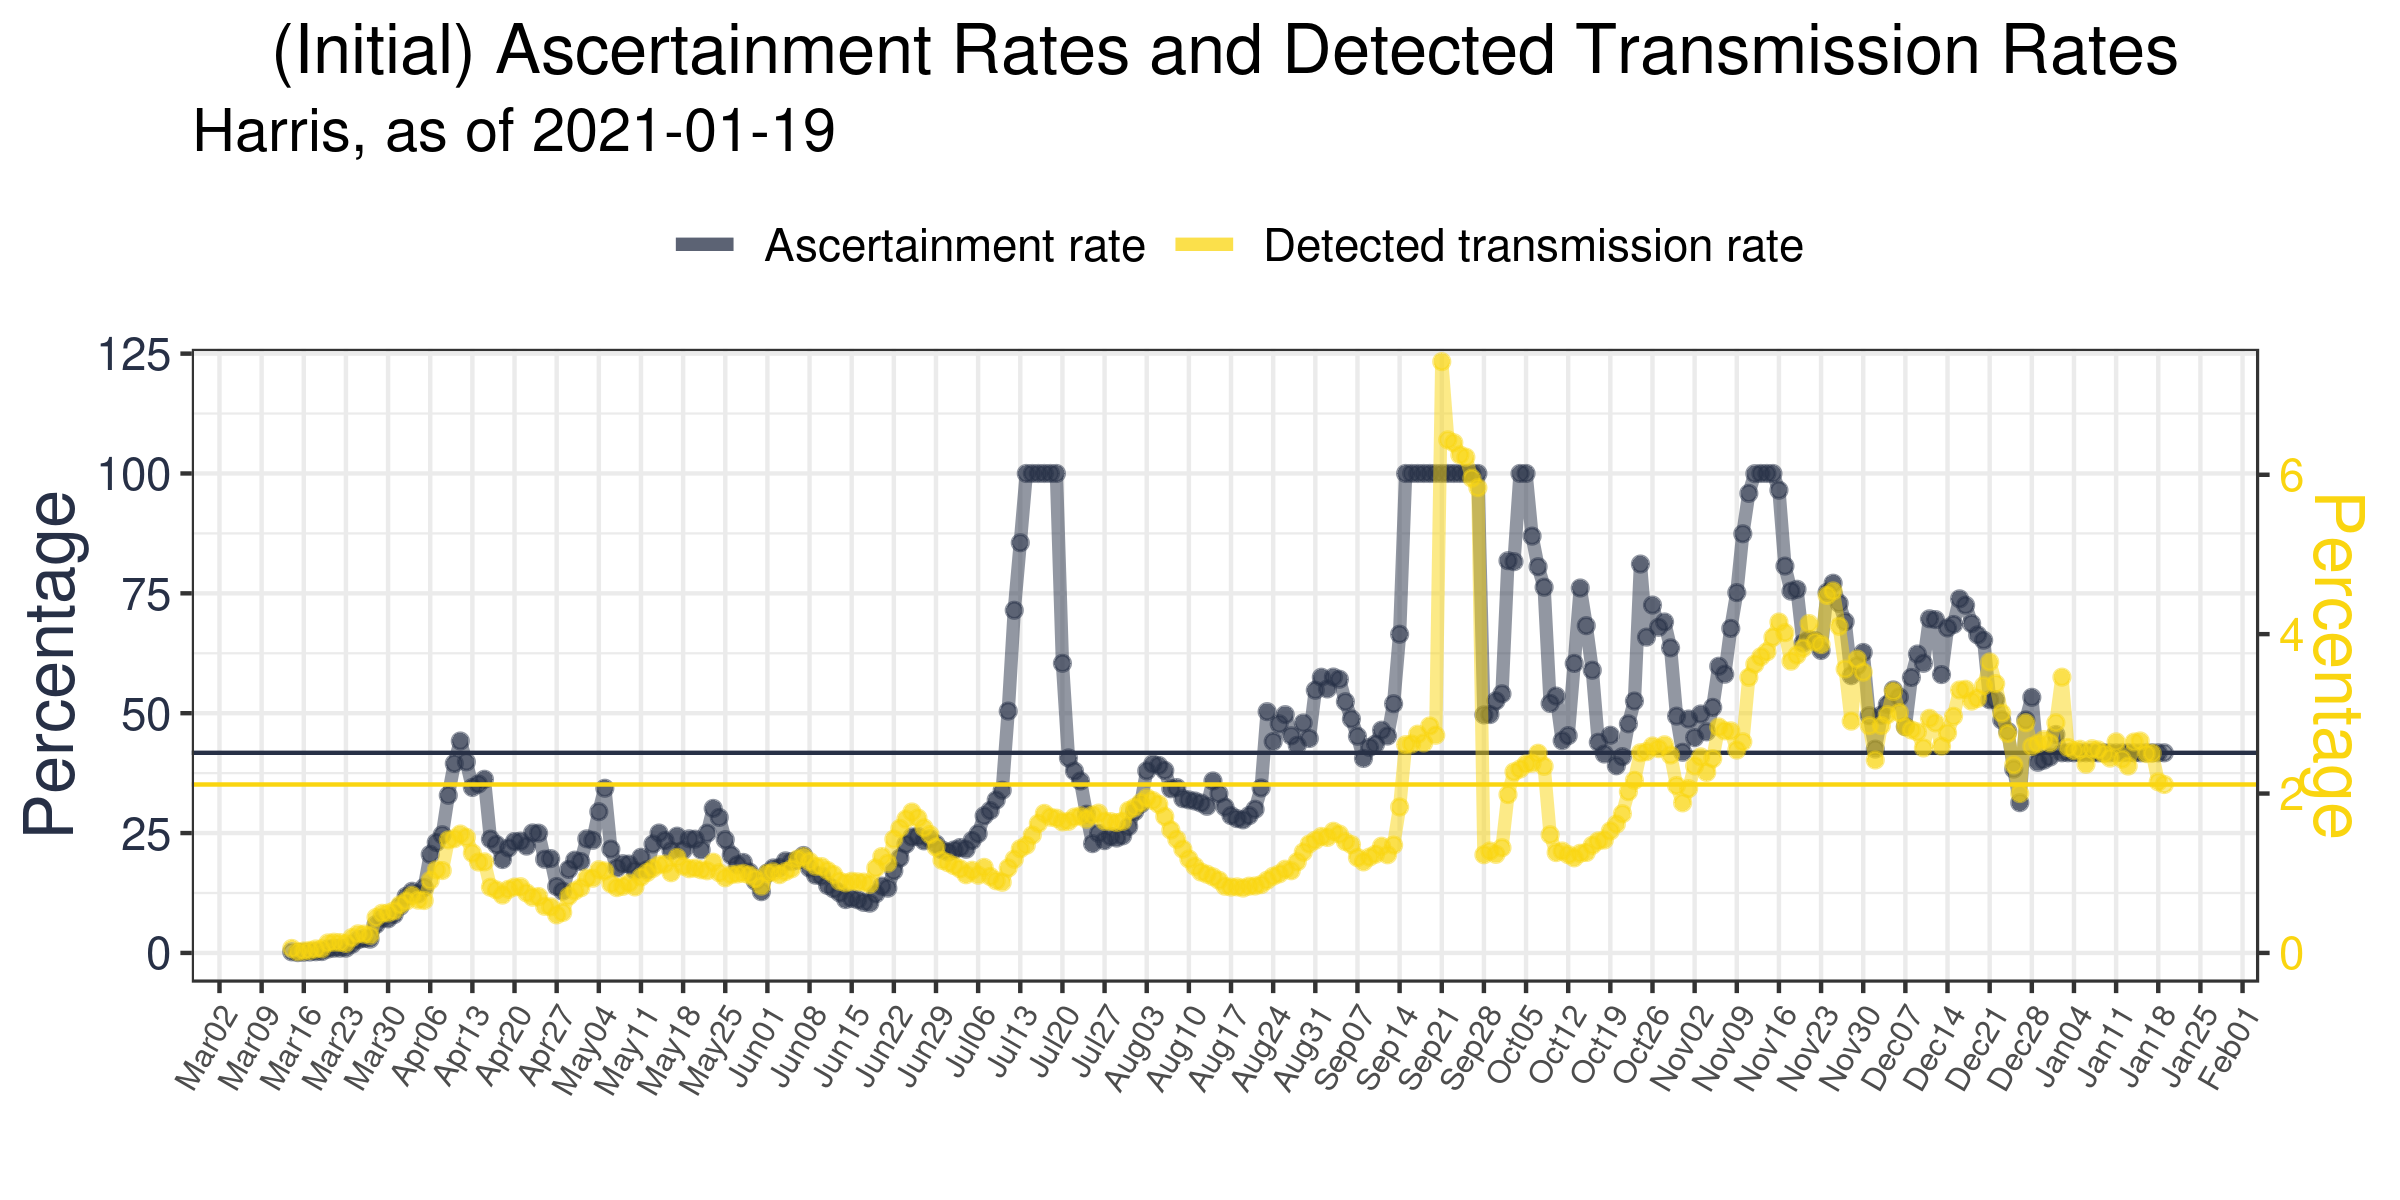 (Initial) Ascertainment Rates and Detected Transmission Rates
Harris, as of 2021-01-19
Ascertainment rate
Detected transmission rate
125
100
75
50
25
0
Percentage
6
4
2
0
Percentage
Mar02
Mar09
Mar16
Mar23
Mar30
Apr06
Apr13
Apr20
Apr27
May04
May11
May18
May25
Jun01
Jun08
Jun15
Jun22
Jun29
Jul06
Jul13
Jul20
Jul27
Aug03
Aug10
Aug17
Aug24
Aug31
Sep07
Sep14
Sep21
Sep28
Oct05
Oct12
Oct19
Oct26
Nov02
Nov09
Nov16
Nov23
Nov30
Dec07
Dec14
Dec21
Dec28
Jan04
Jan11
Jan18
Jan25
Feb01